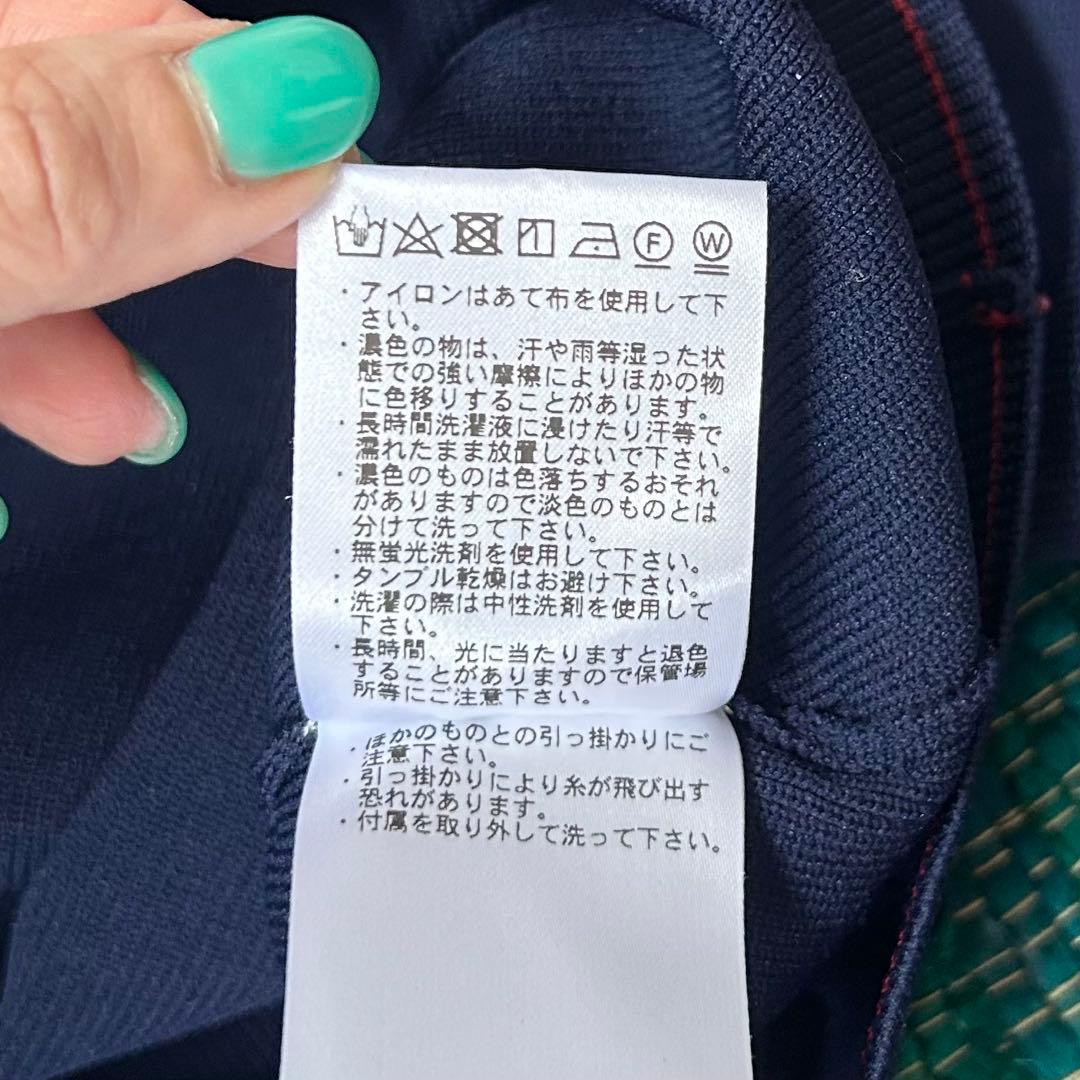 F W
・アイロンはあて布を使用して下
さい。
・濃色の物は、汗や雨等湿った状
態での強い摩擦によりほかの物
に色移りすることがあります。
・長時間洗濯液に浸けたり汗等で
濡れたまま放置しないで下さい。
・濃色のものは色落ちするおそれ
がありますので淡色のものとは
分けて洗って下さい。
・無蛍光洗剤を使用して下さい。
・タンブル乾燥はお避け下さい。
・洗濯の際は中性洗剤を使用して
下さい。
・長時間、光に当たりますと退色
することがありますので保管場
所等にご注意下さい。
・ほかのものとの引っ掛かりにご
注意下さい。
・引っ掛かりにより糸が飛び出す
恐れがあります。
・付属を取り外して洗って下さい。